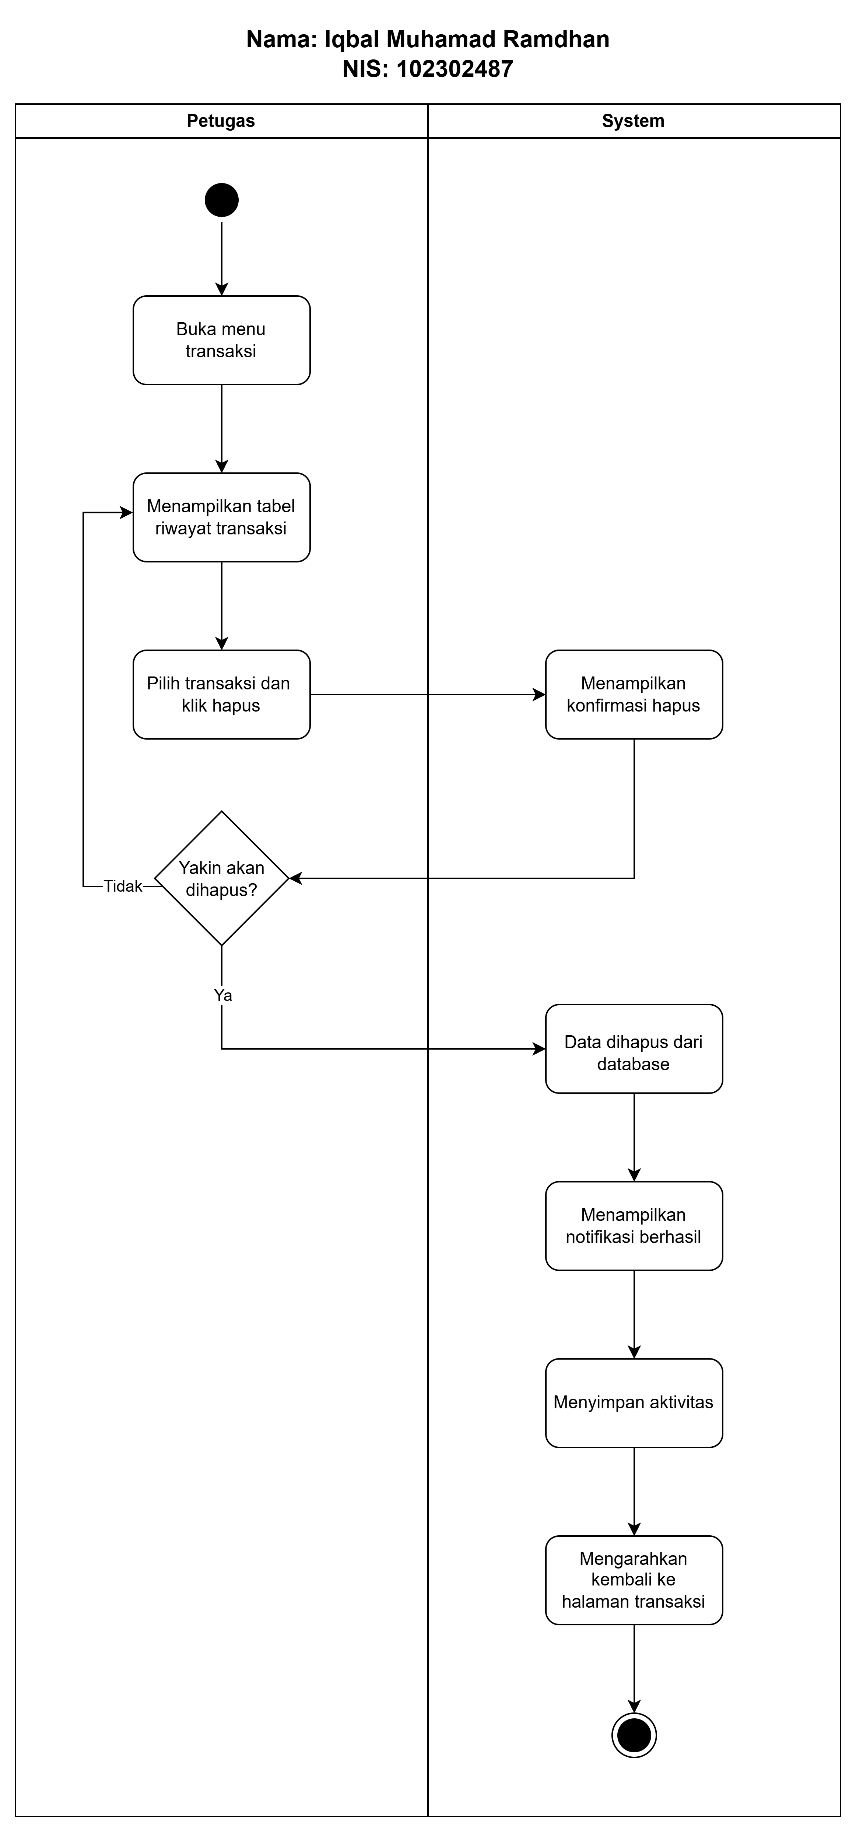 Nama: Iqbal Muhamad Ramdhan
NIS: 102302487
Petugas
System
Buka menu
transaksi
Menampilkan tabel
riwayat transaksi
Pilih transaksi dan
klik hapus
Menampilkan
konfirmasi hapus
Yakin akan
dihapus?
Tidak
Ya
Data dihapus dari
database
Menampilkan
notifikasi berhasil
Menyimpan aktivitas
Mengarahkan
kembali ke
halaman transaksi